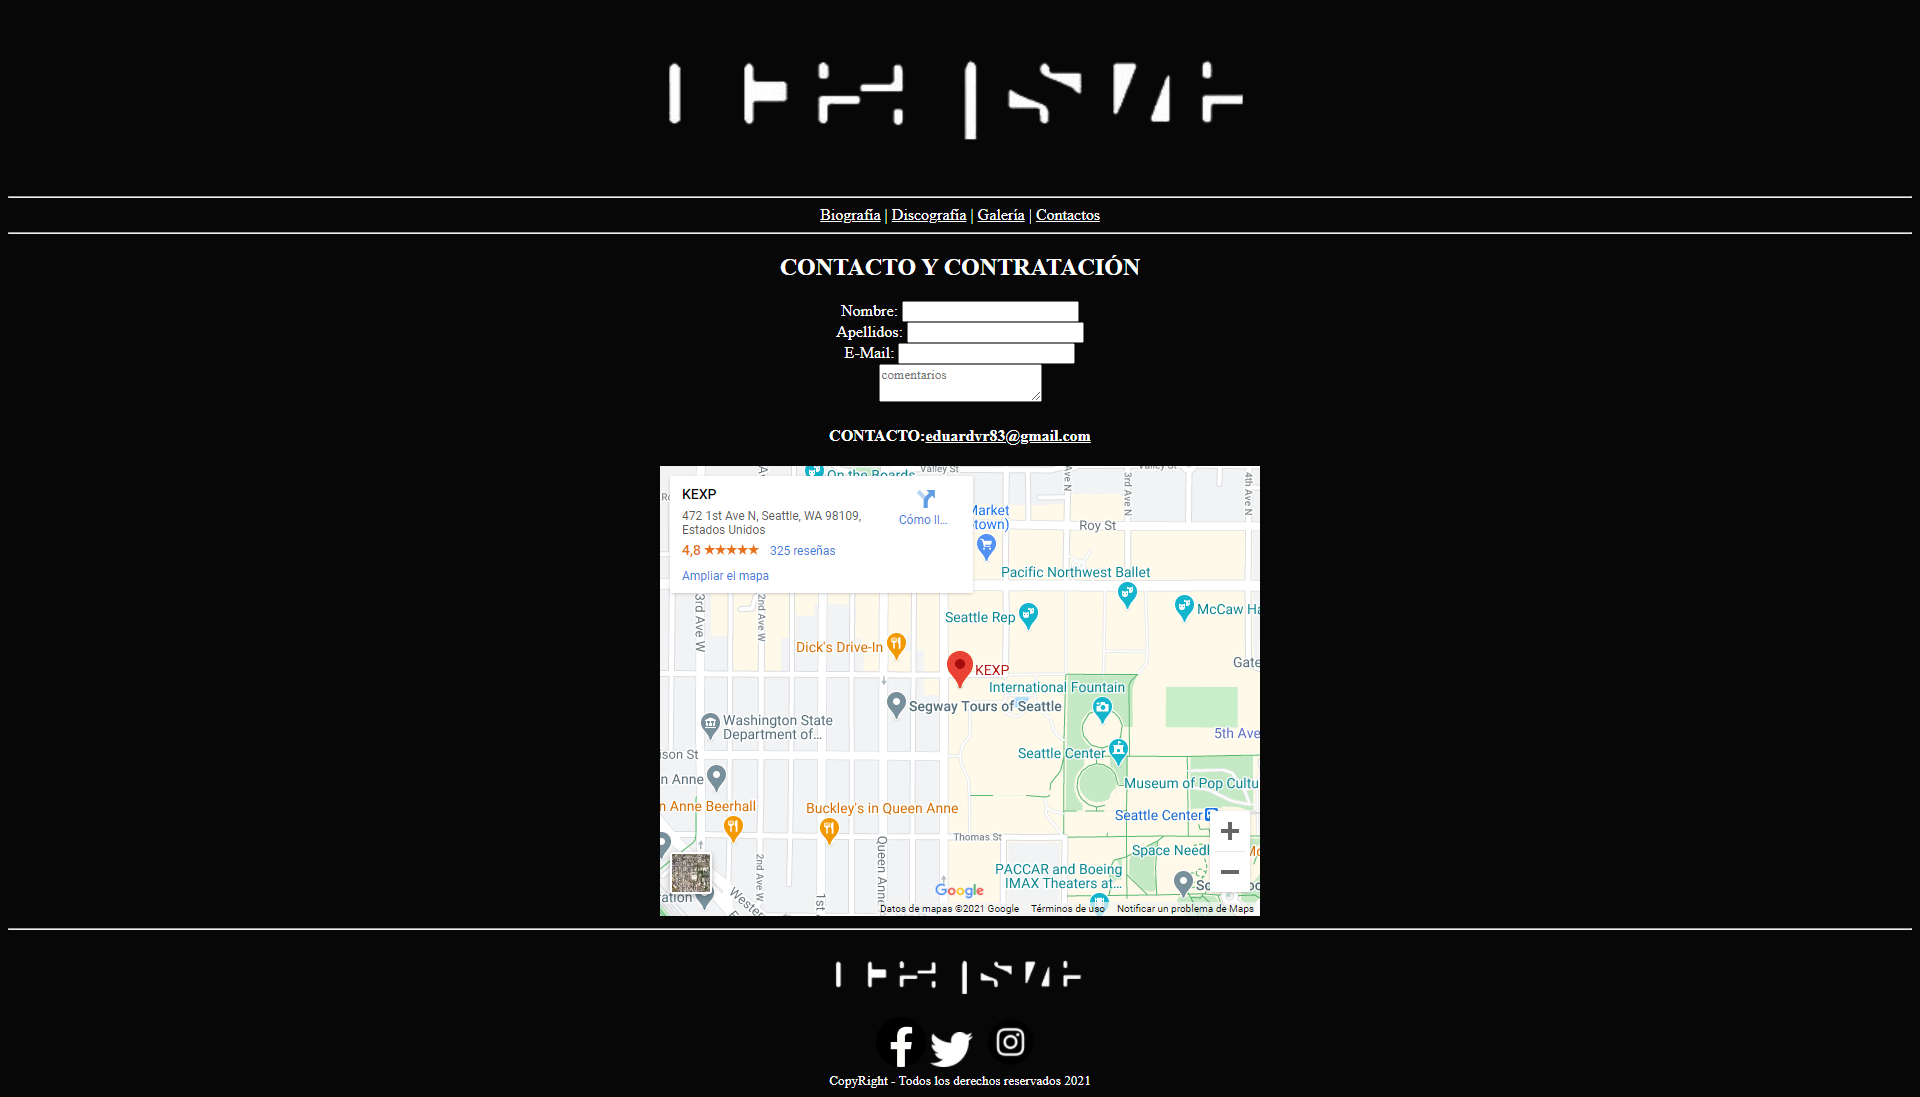 Biografía | Discografía | Galería | Contactos
CONTACTO Y CONTRATACIÓN
Nombre:
Apellidos:
E-Mail:
comentarios
CONTACTO:eduardvr83@gmail.com
On the Boards
Valley St
Valley St
KEXP
472 1st Ave N, Seattle, WA 98109,
Estados Unidos
4,8 ★★★★★ 325 reseñas
Ampliar el mapa
Cómo ll...
Market
Ave N
3rd Ave N
4th Ave N
Roy St
Pacific Northwest Ballet
3rd Ave W
2nd Ave W
Seattle Rep
McCaw Ha
Dick's Drive-In
KEXP
Gate
International Fountain
Segway Tours of Seattle
Washington State
Department of...
5th Ave
ison St
Seattle Center
n Anne
Museum of Pop Cultu
n Anne Beerhall
Buckley's in Queen Anne
Seattle Center
Thomas St
Queen Anne
Space Needl
2nd Ave W
PACCAR and Boeing
IMAX Theaters at...
ration
Western
1st
Google
Datos de mapas ©2021 Google Términos de uso Notificar un problema de Maps
CopyRight - Todos los derechos reservados 2021